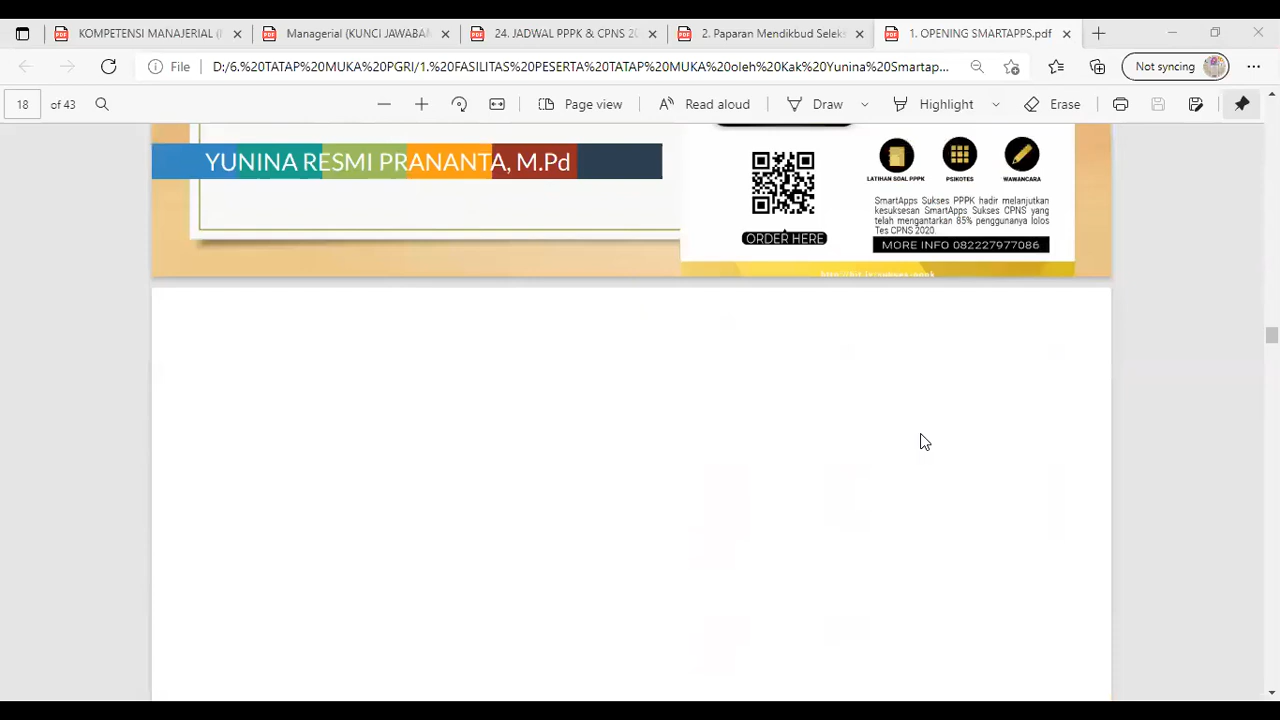 KOMPETENSI MANAJERIAL (
Managerial (KUNCI JAWABAN
24. JADWAL PPPK & CPNS 20
2. Paparan Mendikbud Seleks
1. OPENING SMARTAPPS.pdf
File
D:/6.%20TATAP%20MUKA%20PGRI/1.%20FASILITAS%20PESERTA%20TATAP%20MUKA%20oleh%20Kak%20Yunina%20Smartap...
Not syncing
18 of 43
Page view
Read aloud
Draw
Highlight
Erase
YUNINA RESMI PRANANTA, M.Pd
ORDER HERE
LATIHAN SOAL PPPK
PSIKOTES
WAWANCARA
SmartApps Sukses PPPK hadir melanjutkan
kesuksesan SmartApps Sukses CPNS yang
telah mengantarkan 85% penggunanya lolos
Tes CPNS 2020.
MORE INFO 082227977086